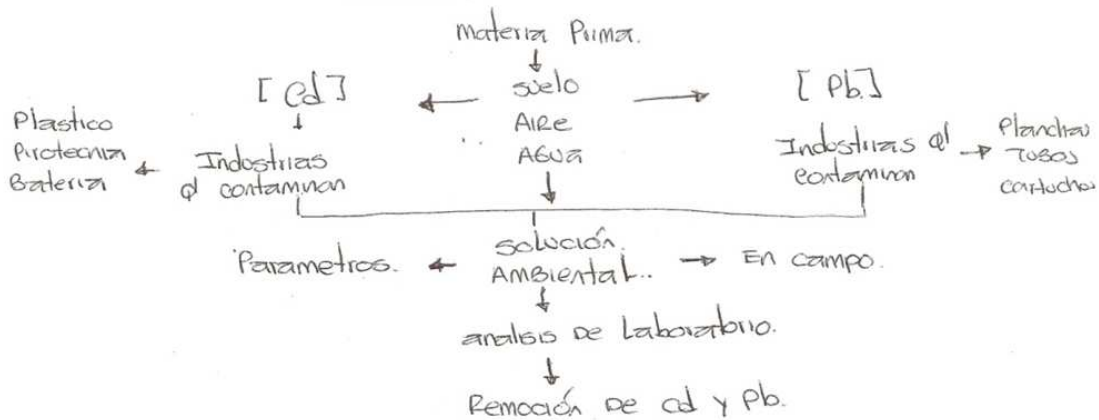 materia Prima.
[Cd]
suelo
[Pb]
AIRE
AGUA
Plastico
Pirotecnia
Bateria
Industrias
q contaminan
Industrias q
contaminan
Planchas
Tubos
cartuchos
Parametros.
solución.
AMBiental..
En campo.
analisis De Laboratorio.
Remoción De Cd y Pb.